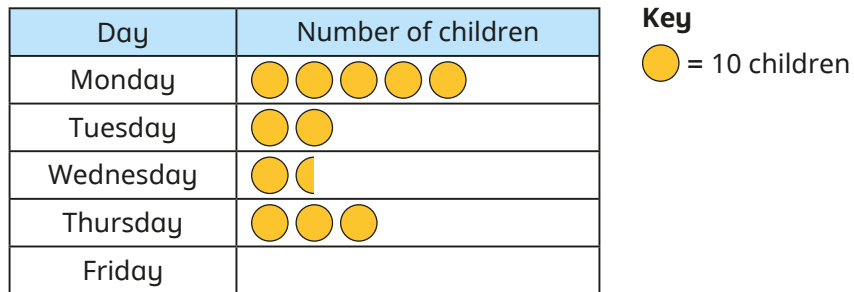 Day Number of children
Monday
Tuesday
Wednesday
Thursday
Friday
Key
= 10 children